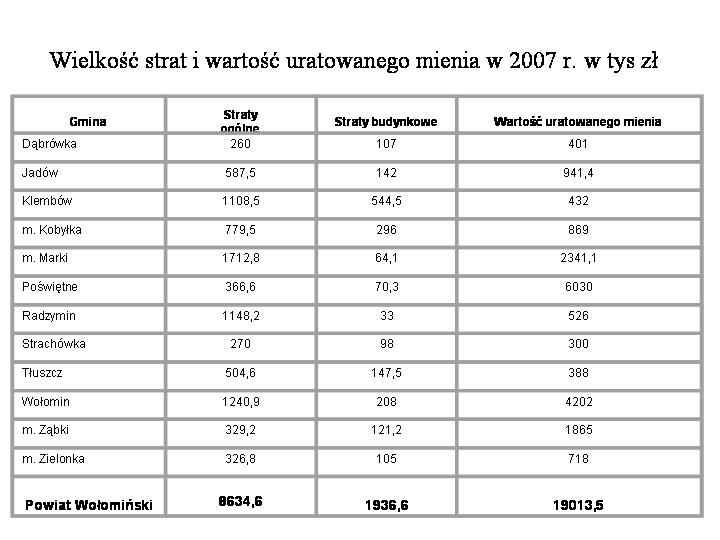 Wielkość strat i wartość uratowanego mienia w 2007 r. w tys zł
Gmina Straty ogólne Straty budynkowe Wartość uratowanego mienia
Dąbrówka 260 107 401
Jadów 587,5 142 941,4
Klembów 1108,5 544,5 432
m. Kobyłka 779,5 296 869
m. Marki 1712,8 64,1 2341,1
Poświętne 366,6 70,3 6030
Radzymin 1148,2 33 526
Strachówka 270 98 300
Tłuszcz 504,6 147,5 388
Wołomin 1240,9 208 4202
m. Ząbki 329,2 121,2 1865
m. Zielonka 326,8 105 718
Powiat Wołomiński 8634,6 1936,6 19013,5